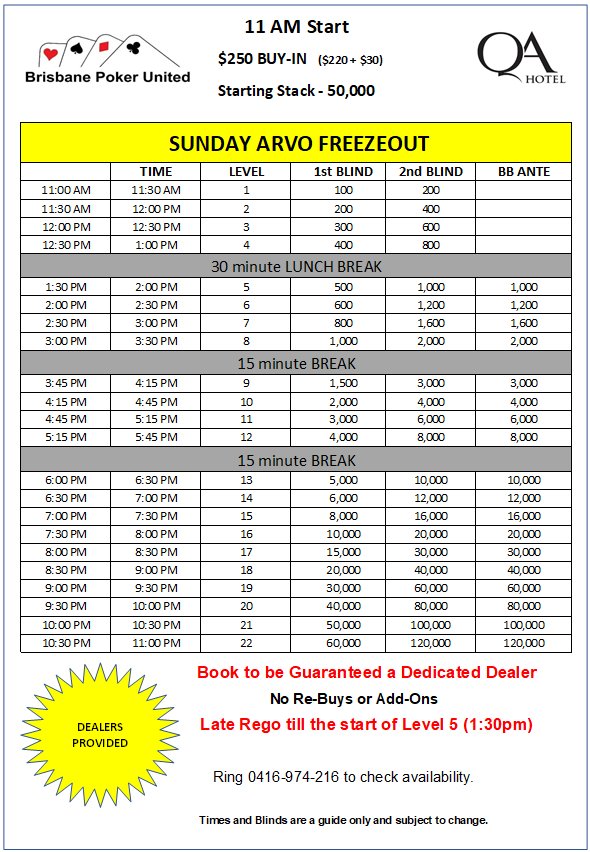 11 AM Start
Brisbane Poker United
$250 BUY-IN ($220 + $30)
QA
HOTEL
Starting Stack - 50,000
SUNDAY ARVO FREEZEOUT
TIME LEVEL 1st BLIND 2nd BLIND BB ANTE
11:00 AM 11:30 AM 1 100 200
11:30 AM 12:00 PM 2 200 400
12:00 PM 12:30 PM 3 300 600
12:30 PM 1:00 PM 4 400 800
30 minute LUNCH BREAK
1:30 PM 2:00 PM 5 500 1,000 1,000
2:00 PM 2:30 PM 6 600 1,200 1,200
2:30 PM 3:00 PM 7 800 1,600 1,600
3:00 PM 3:30 PM 8 1,000 2,000 2,000
15 minute BREAK
3:45 PM 4:15 PM 9 1,500 3,000 3,000
4:15 PM 4:45 PM 10 2,000 4,000 4,000
4:45 PM 5:15 PM 11 3,000 6,000 6,000
5:15 PM 5:45 PM 12 4,000 8,000 8,000
15 minute BREAK
6:00 PM 6:30 PM 13 5,000 10,000 10,000
6:30 PM 7:00 PM 14 6,000 12,000 12,000
7:00 PM 7:30 PM 15 8,000 16,000 16,000
7:30 PM 8:00 PM 16 10,000 20,000 20,000
8:00 PM 8:30 PM 17 15,000 30,000 30,000
8:30 PM 9:00 PM 18 20,000 40,000 40,000
9:00 PM 9:30 PM 19 30,000 60,000 60,000
9:30 PM 10:00 PM 20 40,000 80,000 80,000
10:00 PM 10:30 PM 21 50,000 100,000 100,000
10:30 PM 11:00 PM 22 60,000 120,000 120,000
Book to be Guaranteed a Dedicated Dealer
No Re-Buys or Add-Ons
Late Rego till the start of Level 5 (1:30pm)
DEALERS
PROVIDED
Ring 0416-974-216 to check availability.
Times and Blinds are a guide only and subject to change.